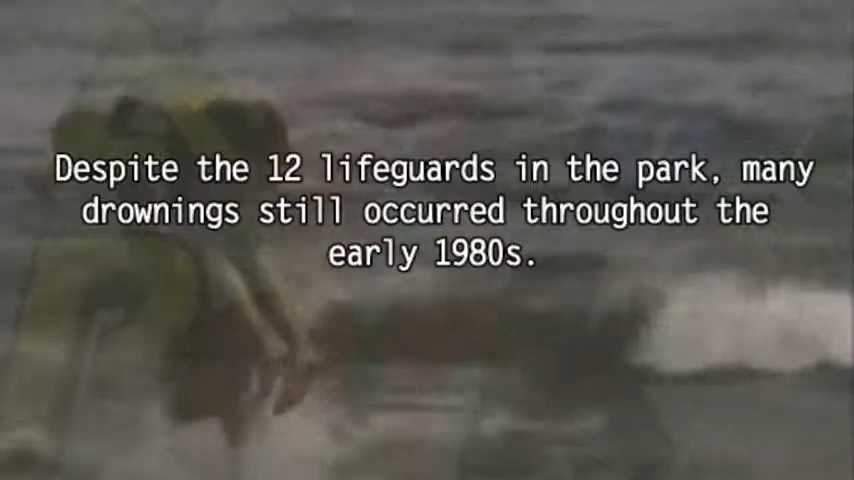 Despite the 12 lifeguards in the park, many
drownings still occurred throughout the
early 1980s.